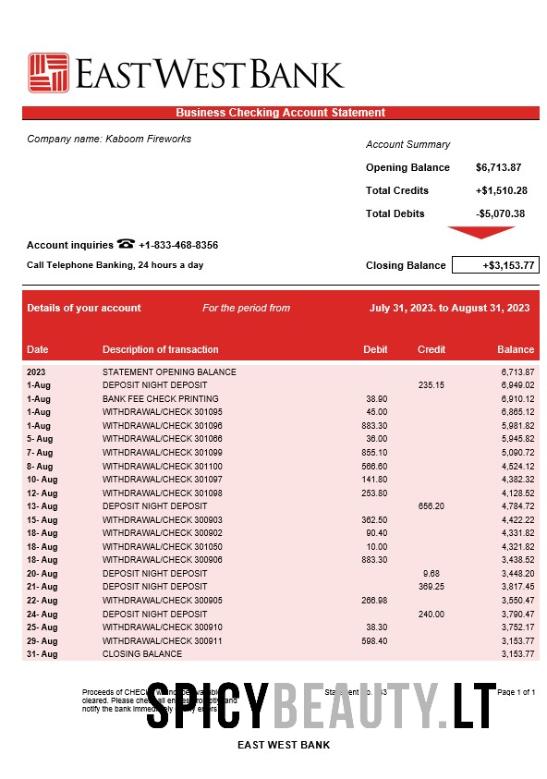 EASTWESTBANK
Business Checking Account Statement
Company name: Kaboom Fireworks
Account Summary
Opening Balance $6,713.87
Total Credits +$1,510.28
Total Debits -$5,070.38
Account inquiries ☎ +1-833-468-8356
Call Telephone Banking, 24 hours a day
Closing Balance +$3,153.77
Details of your account For the period from July 31, 2023. to August 31, 2023
Date Description of transaction Debit Credit Balance
2023 STATEMENT OPENING BALANCE 6,713.87
1-Aug DEPOSIT NIGHT DEPOSIT 235.15 6,949.02
1-Aug BANK FEE CHECK PRINTING 38.90 6,910.12
1-Aug WITHDRAWAL/CHECK 301095 45.00 6,865.12
1-Aug WITHDRAWAL/CHECK 301096 883.30 5,981.82
5- Aug WITHDRAWAL/CHECK 301066 36.00 5,945.82
7- Aug WITHDRAWAL/CHECK 301099 855.10 5,090.72
8- Aug WITHDRAWAL/CHECK 301100 566.60 4,524.12
10- Aug WITHDRAWAL/CHECK 301097 141.80 4,382.32
12- Aug WITHDRAWAL/CHECK 301098 253.80 4,128.52
13- Aug DEPOSIT NIGHT DEPOSIT 656.20 4,784.72
15- Aug WITHDRAWAL/CHECK 300903 362.50 4,422.22
18- Aug WITHDRAWAL/CHECK 300902 90.40 4,331.82
18- Aug WITHDRAWAL/CHECK 301050 10.00 4,321.82
18- Aug WITHDRAWAL/CHECK 300906 883.30 3,438.52
20- Aug DEPOSIT NIGHT DEPOSIT 9.68 3,448.20
21- Aug DEPOSIT NIGHT DEPOSIT 369.25 3,817.45
22- Aug WITHDRAWAL/CHECK 300905 266.98 3,550.47
24- Aug DEPOSIT NIGHT DEPOSIT 240.00 3,790.47
25- Aug WITHDRAWAL/CHECK 300910 38.30 3,752.17
29- Aug WITHDRAWAL/CHECK 300911 598.40 3,153.77
31- Aug CLOSING BALANCE 3,153.77
Proceeds of Page 1 of 1
cleared. Please
notify the bank
SPICYBEAUTY.LT
EAST WEST BANK